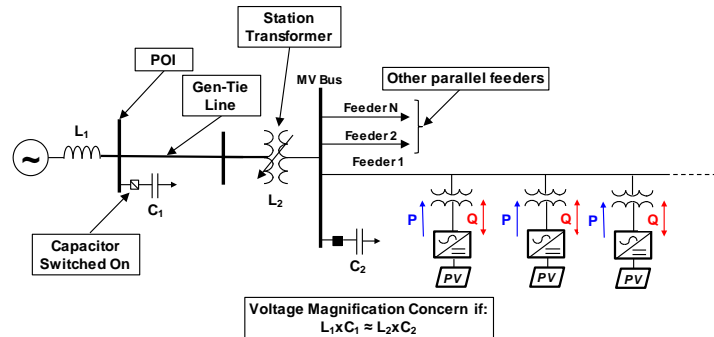 Station
Transformer
POI
Gen-Tie
Line
MV Bus
Other parallel feeders
Feeder N
Feeder 2
Feeder 1
L1
~
L2
C1
Capacitor
Switched On
C2
P
Q
P
Q
P
Q
PV
PV
PV
Voltage Magnification Concern if:
L1xC1 ≈ L2xC2